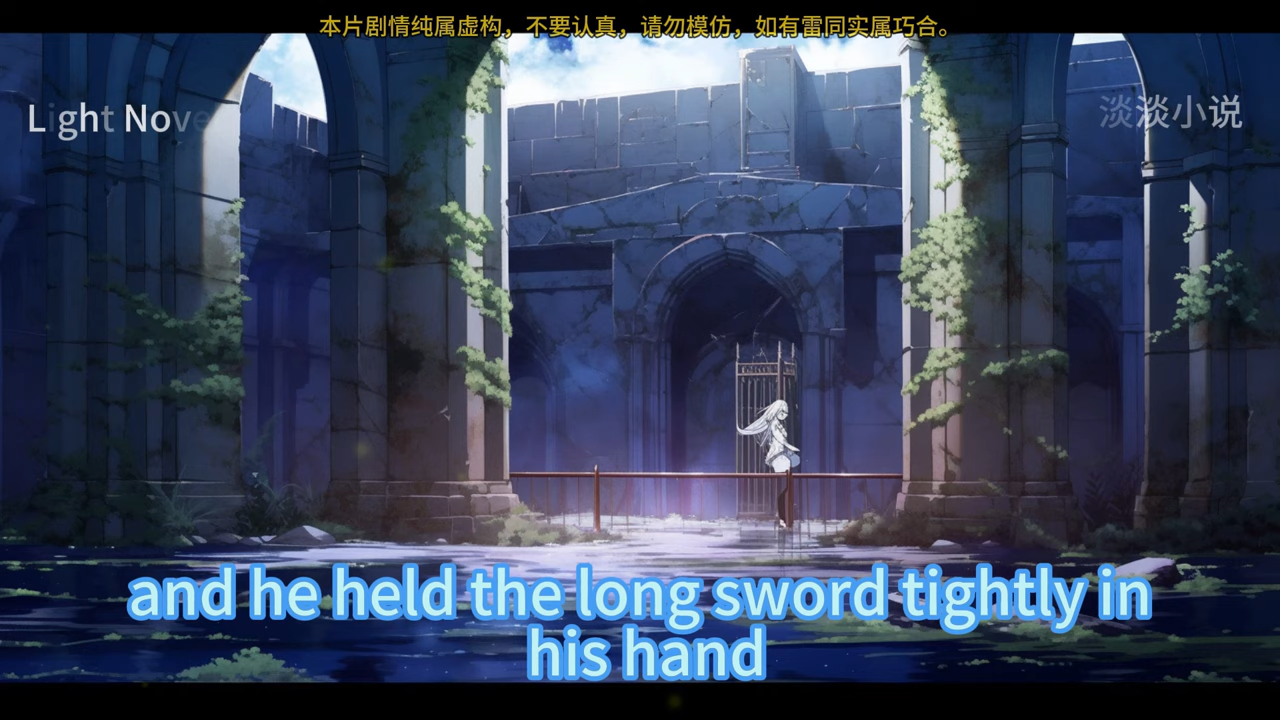 本片剧情纯属虚构，不要认真，请勿模仿，如有雷同实属巧合。
Light Nove
淡淡小说
and he held the long sword tightly in
his hand